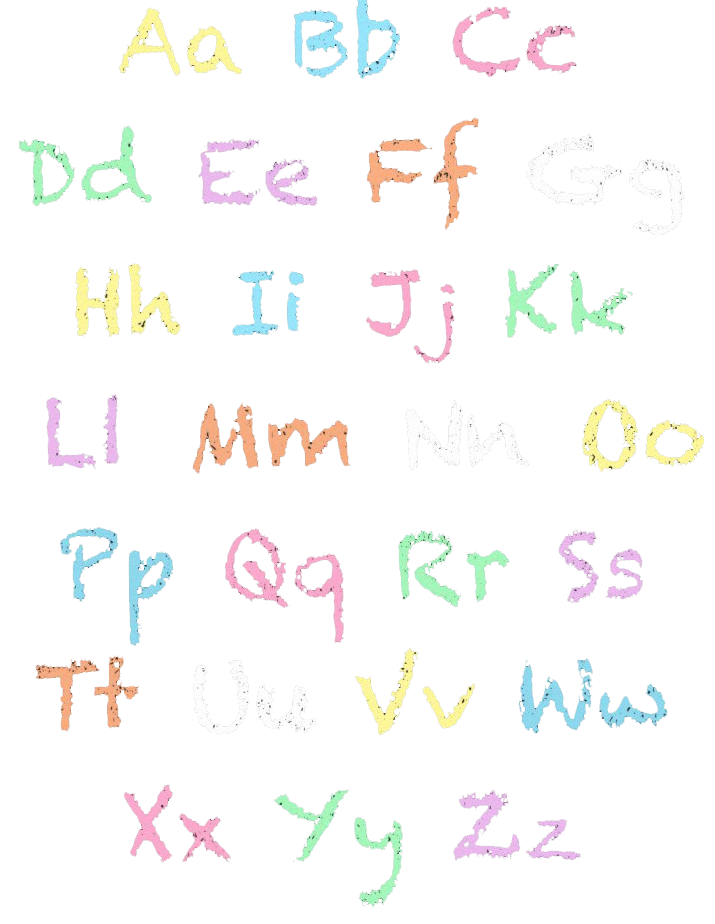 Aa Bb Cc
Dd Ee Ff Gg
Hh Ii Jj Kk
Ll Mm Nn Oo
Pp Qq Rr Ss
Tt Uu Vv Ww
Xx Yy Zz